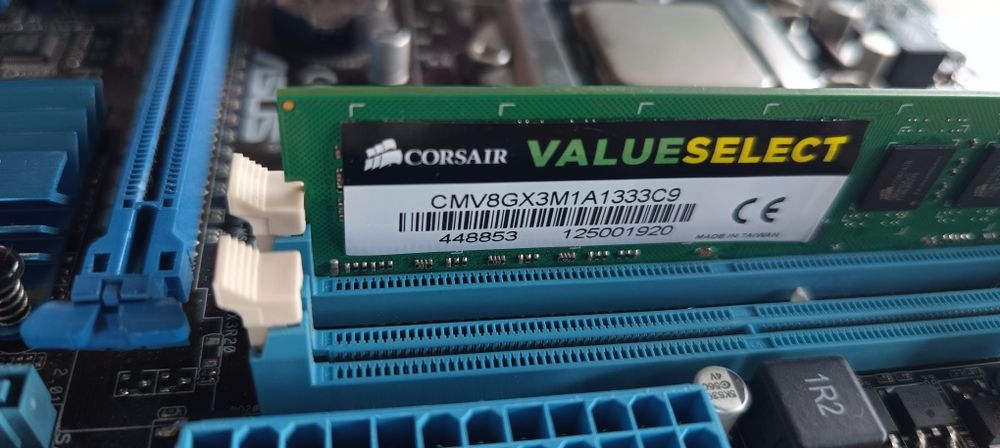 CORSAIR VALUESELECT
CMV8GX3M1A1333C9
448853 125001920
CE
MADE IN TAIWAN
1R2